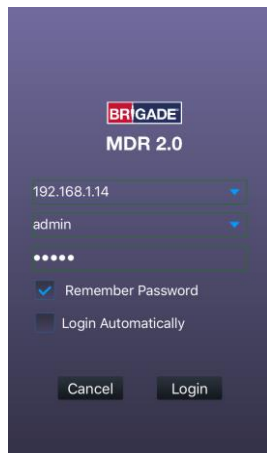 BRIGADE
MDR 2.0
192.168.1.14
admin
•••••
Remember Password
Login Automatically
Cancel Login